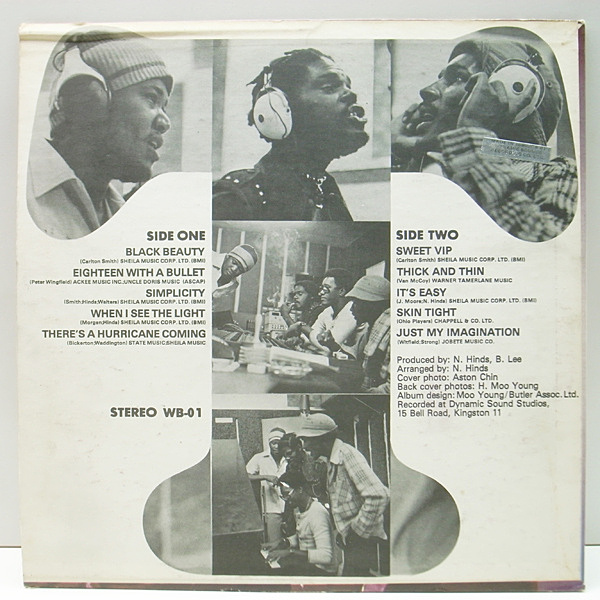 SIDE ONE
BLACK BEAUTY
(Carlton Smith) SHEILA MUSIC CORP. LTD. (BMI)
EIGHTEEN WITH A BULLET
(Peter Wingfield) ACKEE MUSIC INC.UNCLE DORIS MUSIC (ASCAP)
SIMPLICITY
(Smith;Hinds;Walters) SHEILA MUSIC CORP. LTD. (BMI)
WHEN I SEE THE LIGHT
(Morgan;Hinds) SHEILA MUSIC CORP. LTD. (BMI)
THERE'S A HURRICANE COMING
(Bickerton;Waddington) STATE MUSIC;SHEILA MUSIC
STEREO WB-01
SIDE TWO
SWEET VIP
(Carlton Smith) SHEILA MUSIC CORP. LTD. (BMI)
THICK AND THIN
(Van McCoy) WARNER TAMERLANE MUSIC
IT'S EASY
(J. Moore;N. Hinds) SHEILA MUSIC CORP. LTD. (BMI)
SKIN TIGHT
(Ohio Players) CHAPPELL & CO. LTD.
JUST MY IMAGINATION
(Witfield;Strong) JOBETE MUSIC CO.
Produced by: N. Hinds, B. Lee
Arranged by: N. Hinds
Cover photo: Aston Chin
Back cover photos: H. Moo Young
Album design: Moo Young/Butler Assoc. Ltd.
Recorded at Dynamic Sound Studios,
15 Bell Road, Kingston 11